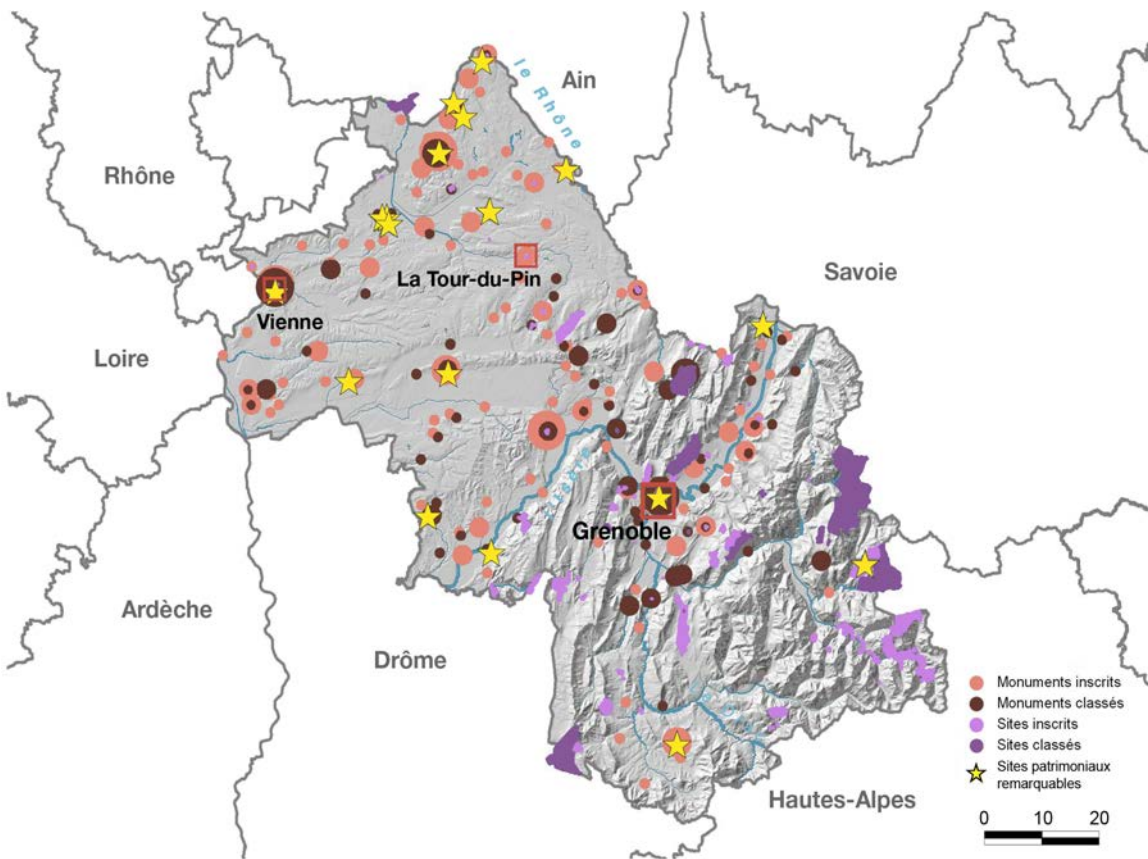 Ain
le Rhône
Rhône
La Tour-du-Pin
Savoie
Vienne
Loire
Isère
Grenoble
Ardèche
Drôme
Hautes-Alpes
Monuments inscrits
Monuments classés
Sites inscrits
Sites classés
Sites patrimoniaux
remarquables
0 10 20